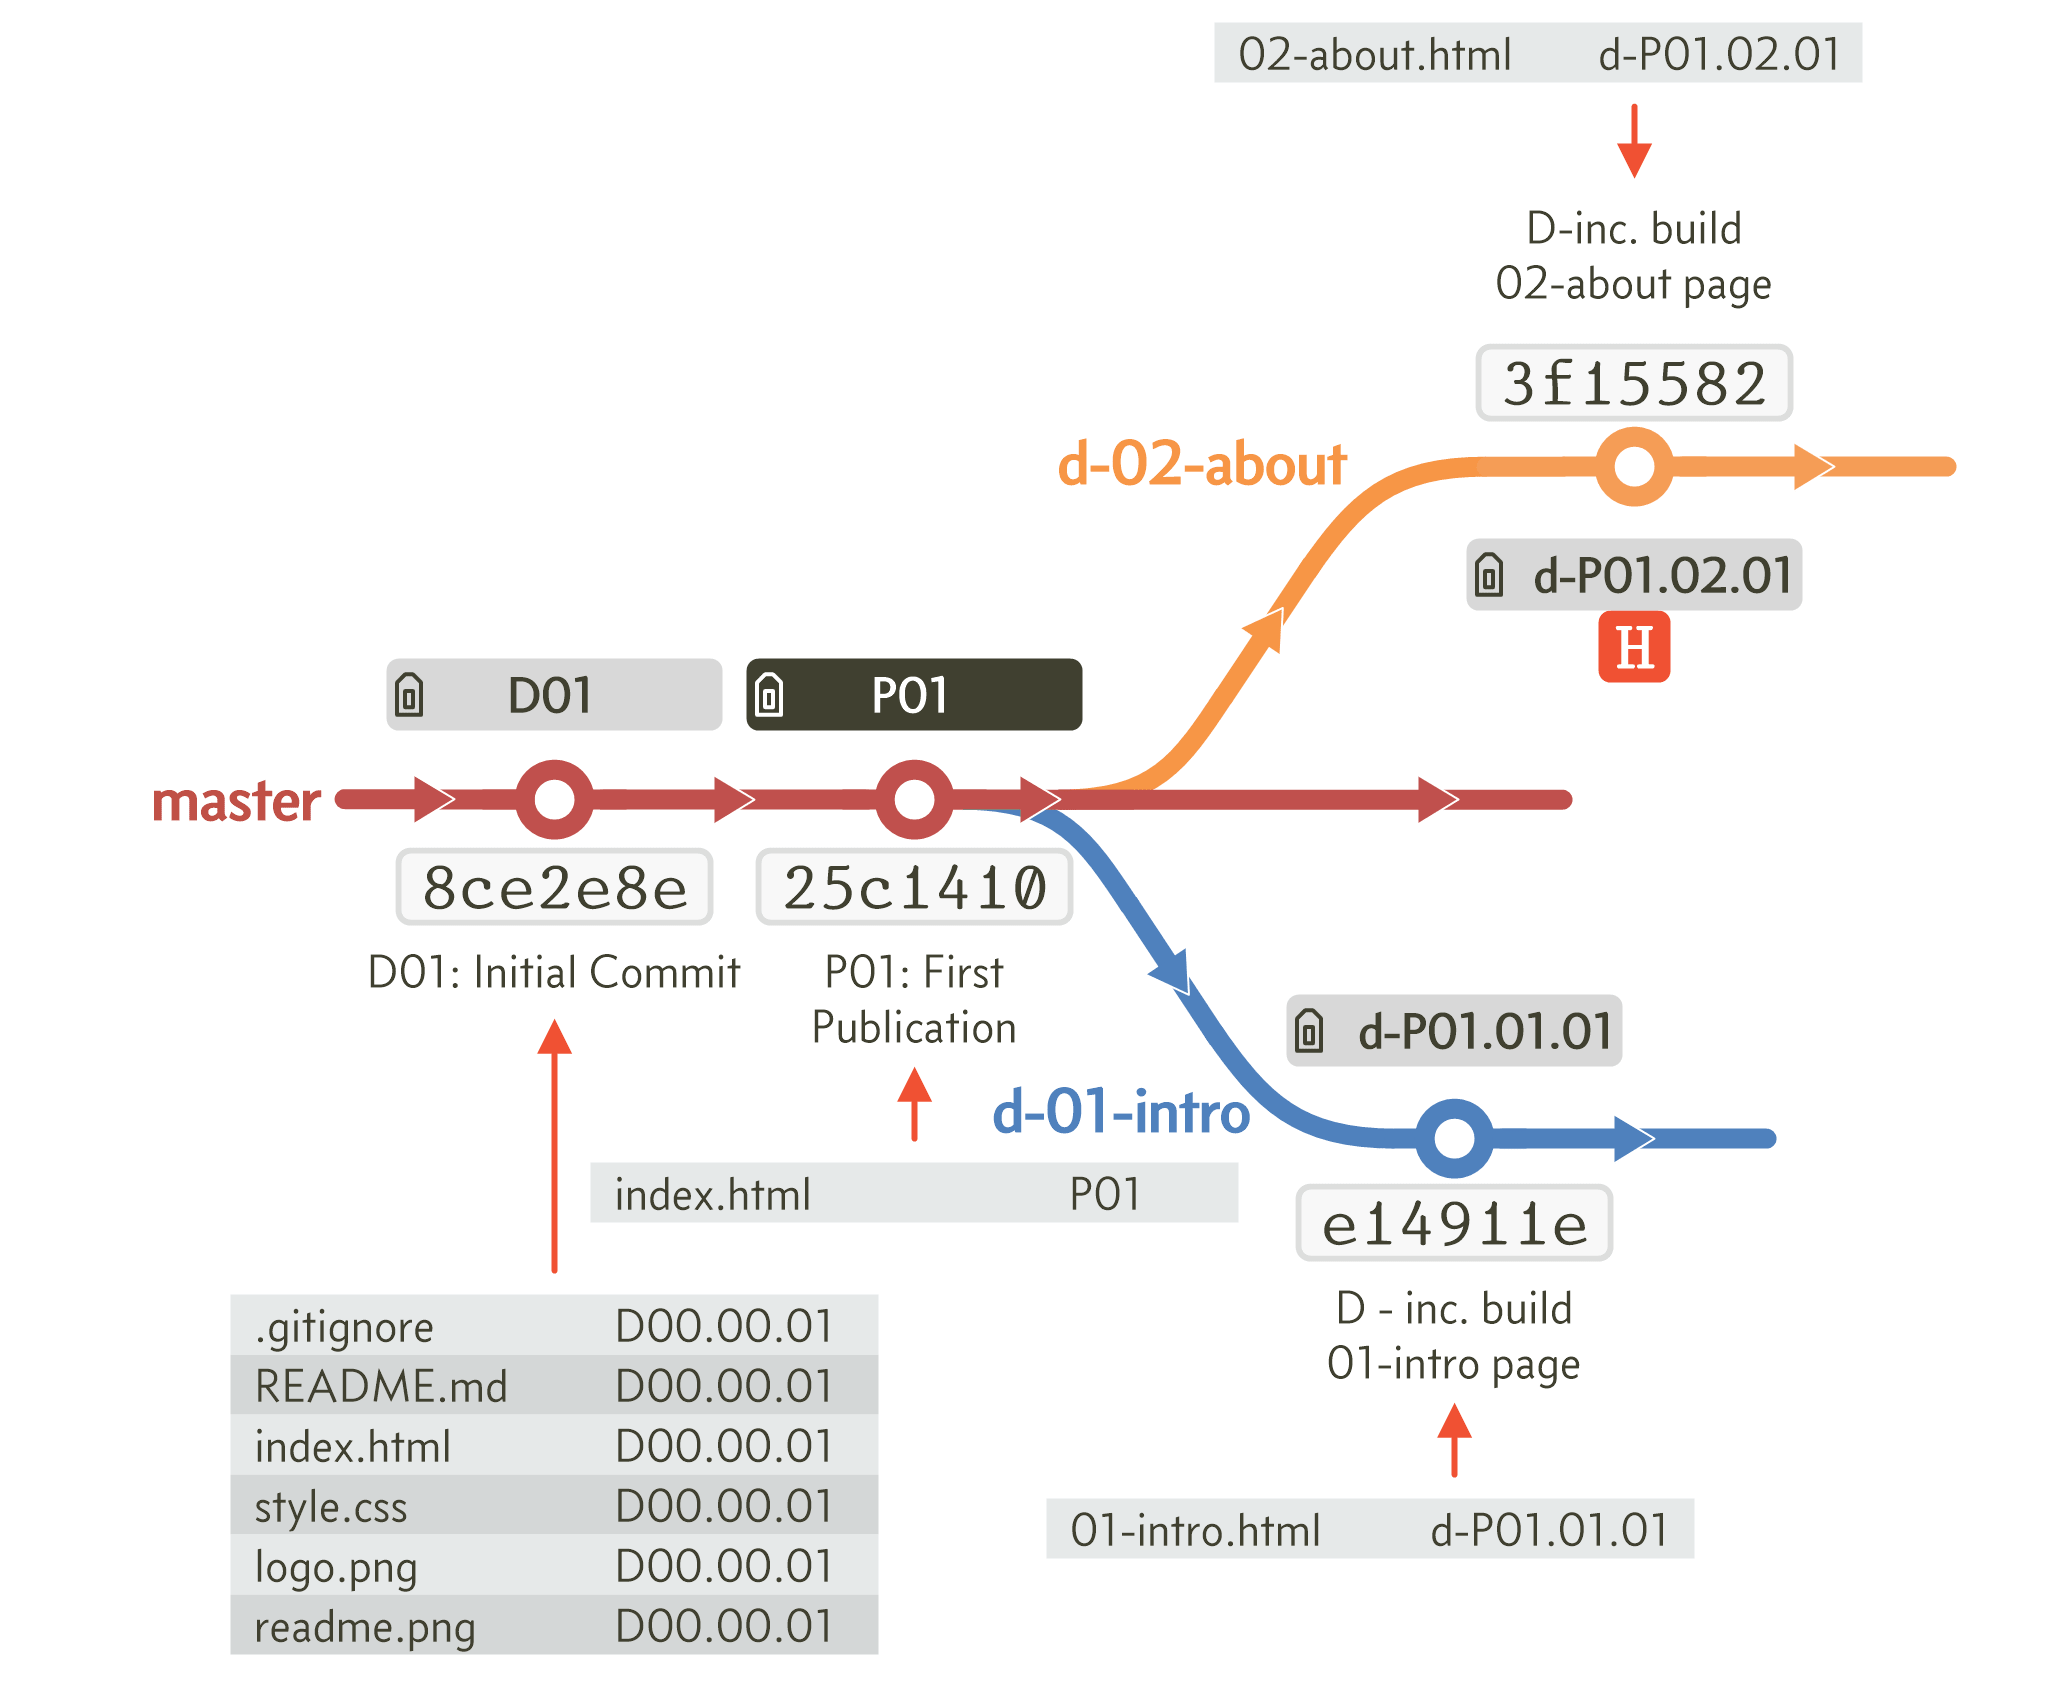 02-about.html d-P01.02.01
D-inc. build
02-about page
3f15582
d-02-about
d-P01.02.01
H
D01
P01
master
8ce2e8e
25c1410
D01: Initial Commit
P01: First
Publication
d-P01.01.01
d-01-intro
index.html P01
e14911e
D - inc. build
01-intro page
.gitignore D00.00.01
README.md D00.00.01
index.html D00.00.01
style.css D00.00.01
logo.png D00.00.01
readme.png D00.00.01
01-intro.html d-P01.01.01